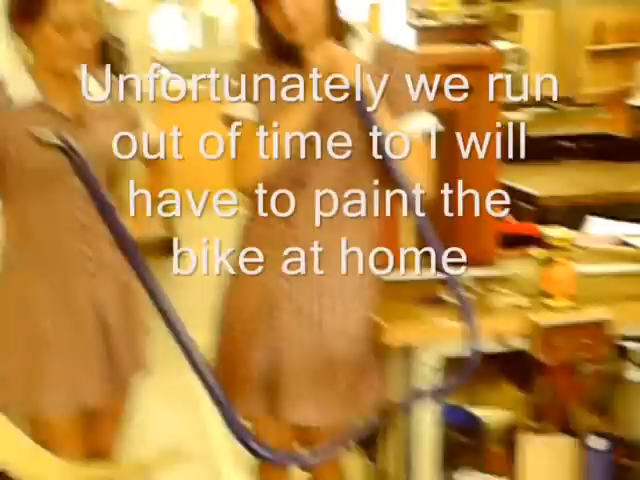 Unfortunately we run
out of time to I will
have to paint the
bike at home